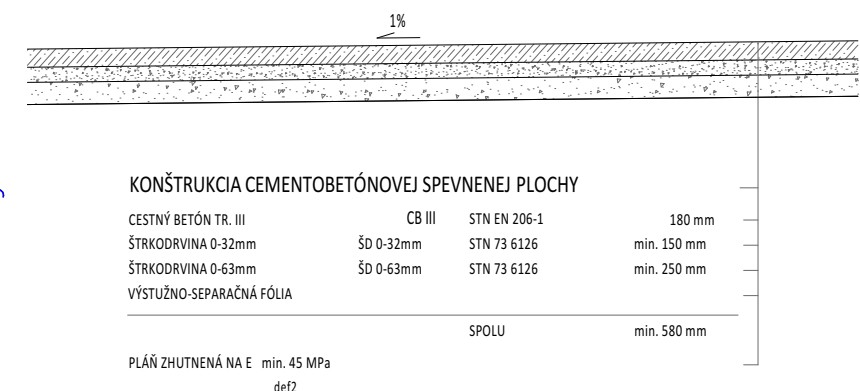 1%
KONŠTRUKCIA CEMENTOBETÓNOVEJ SPEVNENEJ PLOCHY
CESTNÝ BETÓN TR. III CB III STN EN 206-1 180 mm
ŠTRKODRVINA 0-32mm ŠD 0-32mm STN 73 6126 min. 150 mm
ŠTRKODRVINA 0-63mm ŠD 0-63mm STN 73 6126 min. 250 mm
VÝSTUŽNO-SEPARAČNÁ FÓLIA
SPOLU min. 580 mm
PLÁŇ ZHUTNENÁ NA E min. 45 MPa
def2